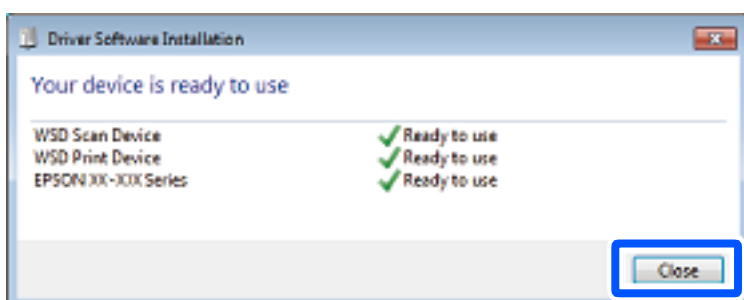 Driver Software Installation
Your device is ready to use
WSD Scan Device Ready to use
WSD Print Device Ready to use
EPSON XX-XXX Series Ready to use
Close